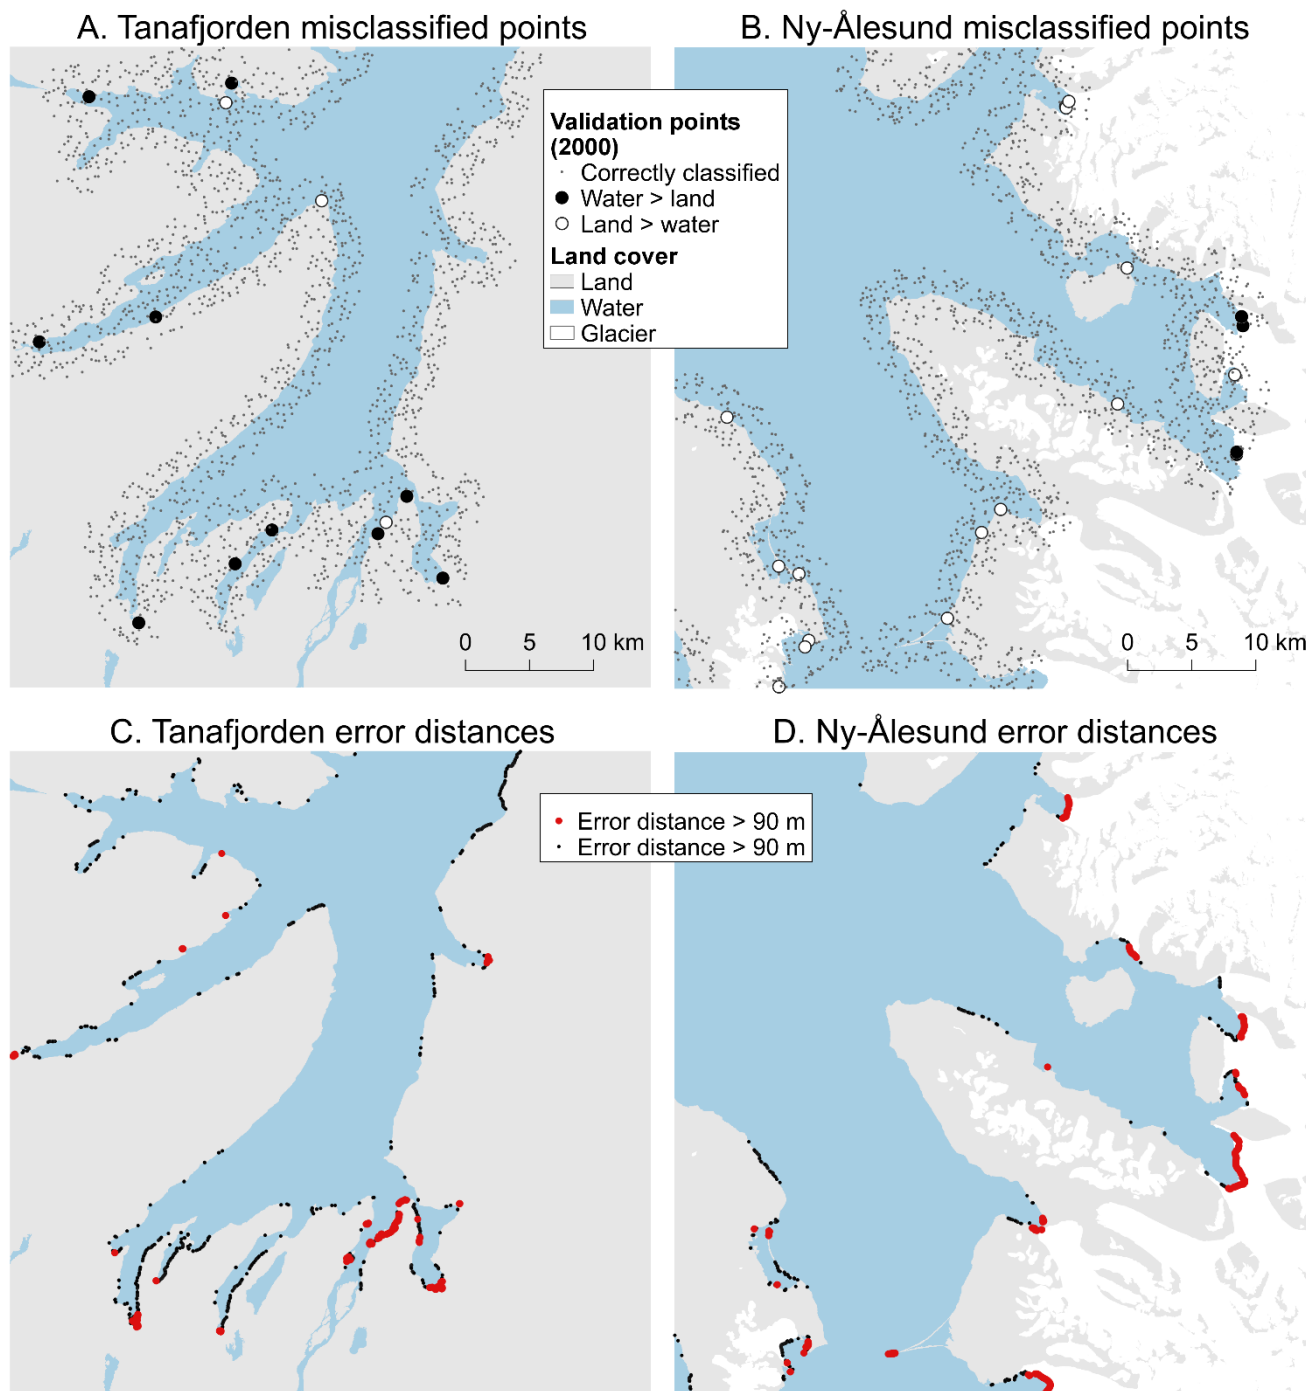 A. Tanafjorden misclassified points
B. Ny-Ålesund misclassified points
Validation points
(2000)
Correctly classified
Water > land
Land > water
Land cover
Land
Water
Glacier
0 5 10 km
0 5 10 km
C. Tanafjorden error distances
D. Ny-Ålesund error distances
Error distance > 90 m
Error distance > 90 m